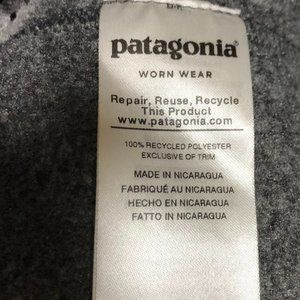 patagonia®
WORN WEAR
Repair, Reuse, Recycle
This Product
www.patagonia.com
100% RECYCLED POLYESTER
EXCLUSIVE OF TRIM
MADE IN NICARAGUA
FABRIQUÉ AU NICARAGUA
HECHO EN NICARAGUA
FATTO IN NICARAGUA